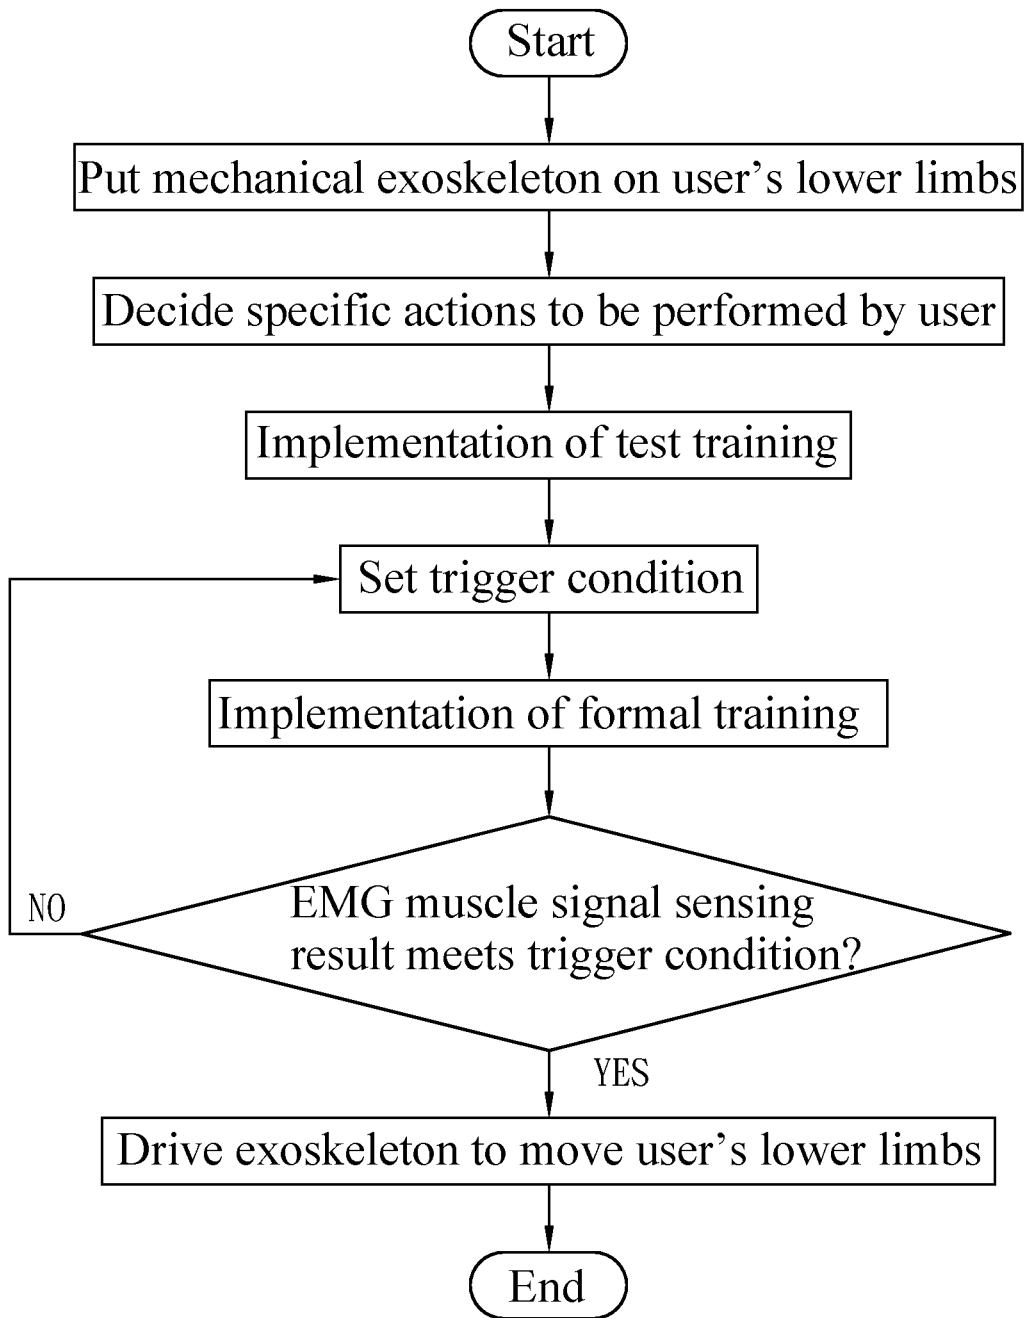 Start
Put mechanical exoskeleton on user’s lower limbs
Decide specific actions to be performed by user
Implementation of test training
Set trigger condition
Implementation of formal training
EMG muscle signal sensing
result meets trigger condition?
NO
YES
Drive exoskeleton to move user’s lower limbs
End